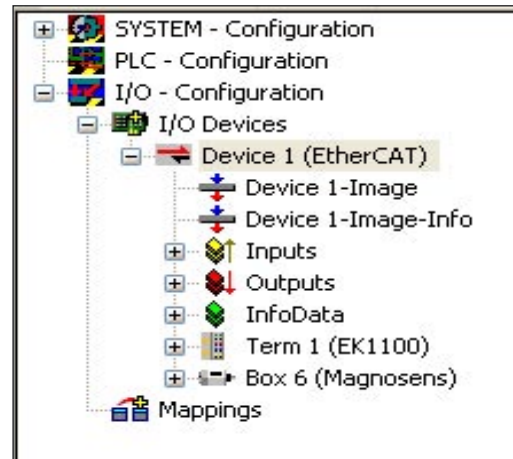 SYSTEM - Configuration
PLC - Configuration
I/O - Configuration
I/O Devices
Device 1 (EtherCAT)
Device 1-Image
Device 1-Image-Info
Inputs
Outputs
InfoData
Term 1 (EK1100)
Box 6 (Magnosens)
Mappings